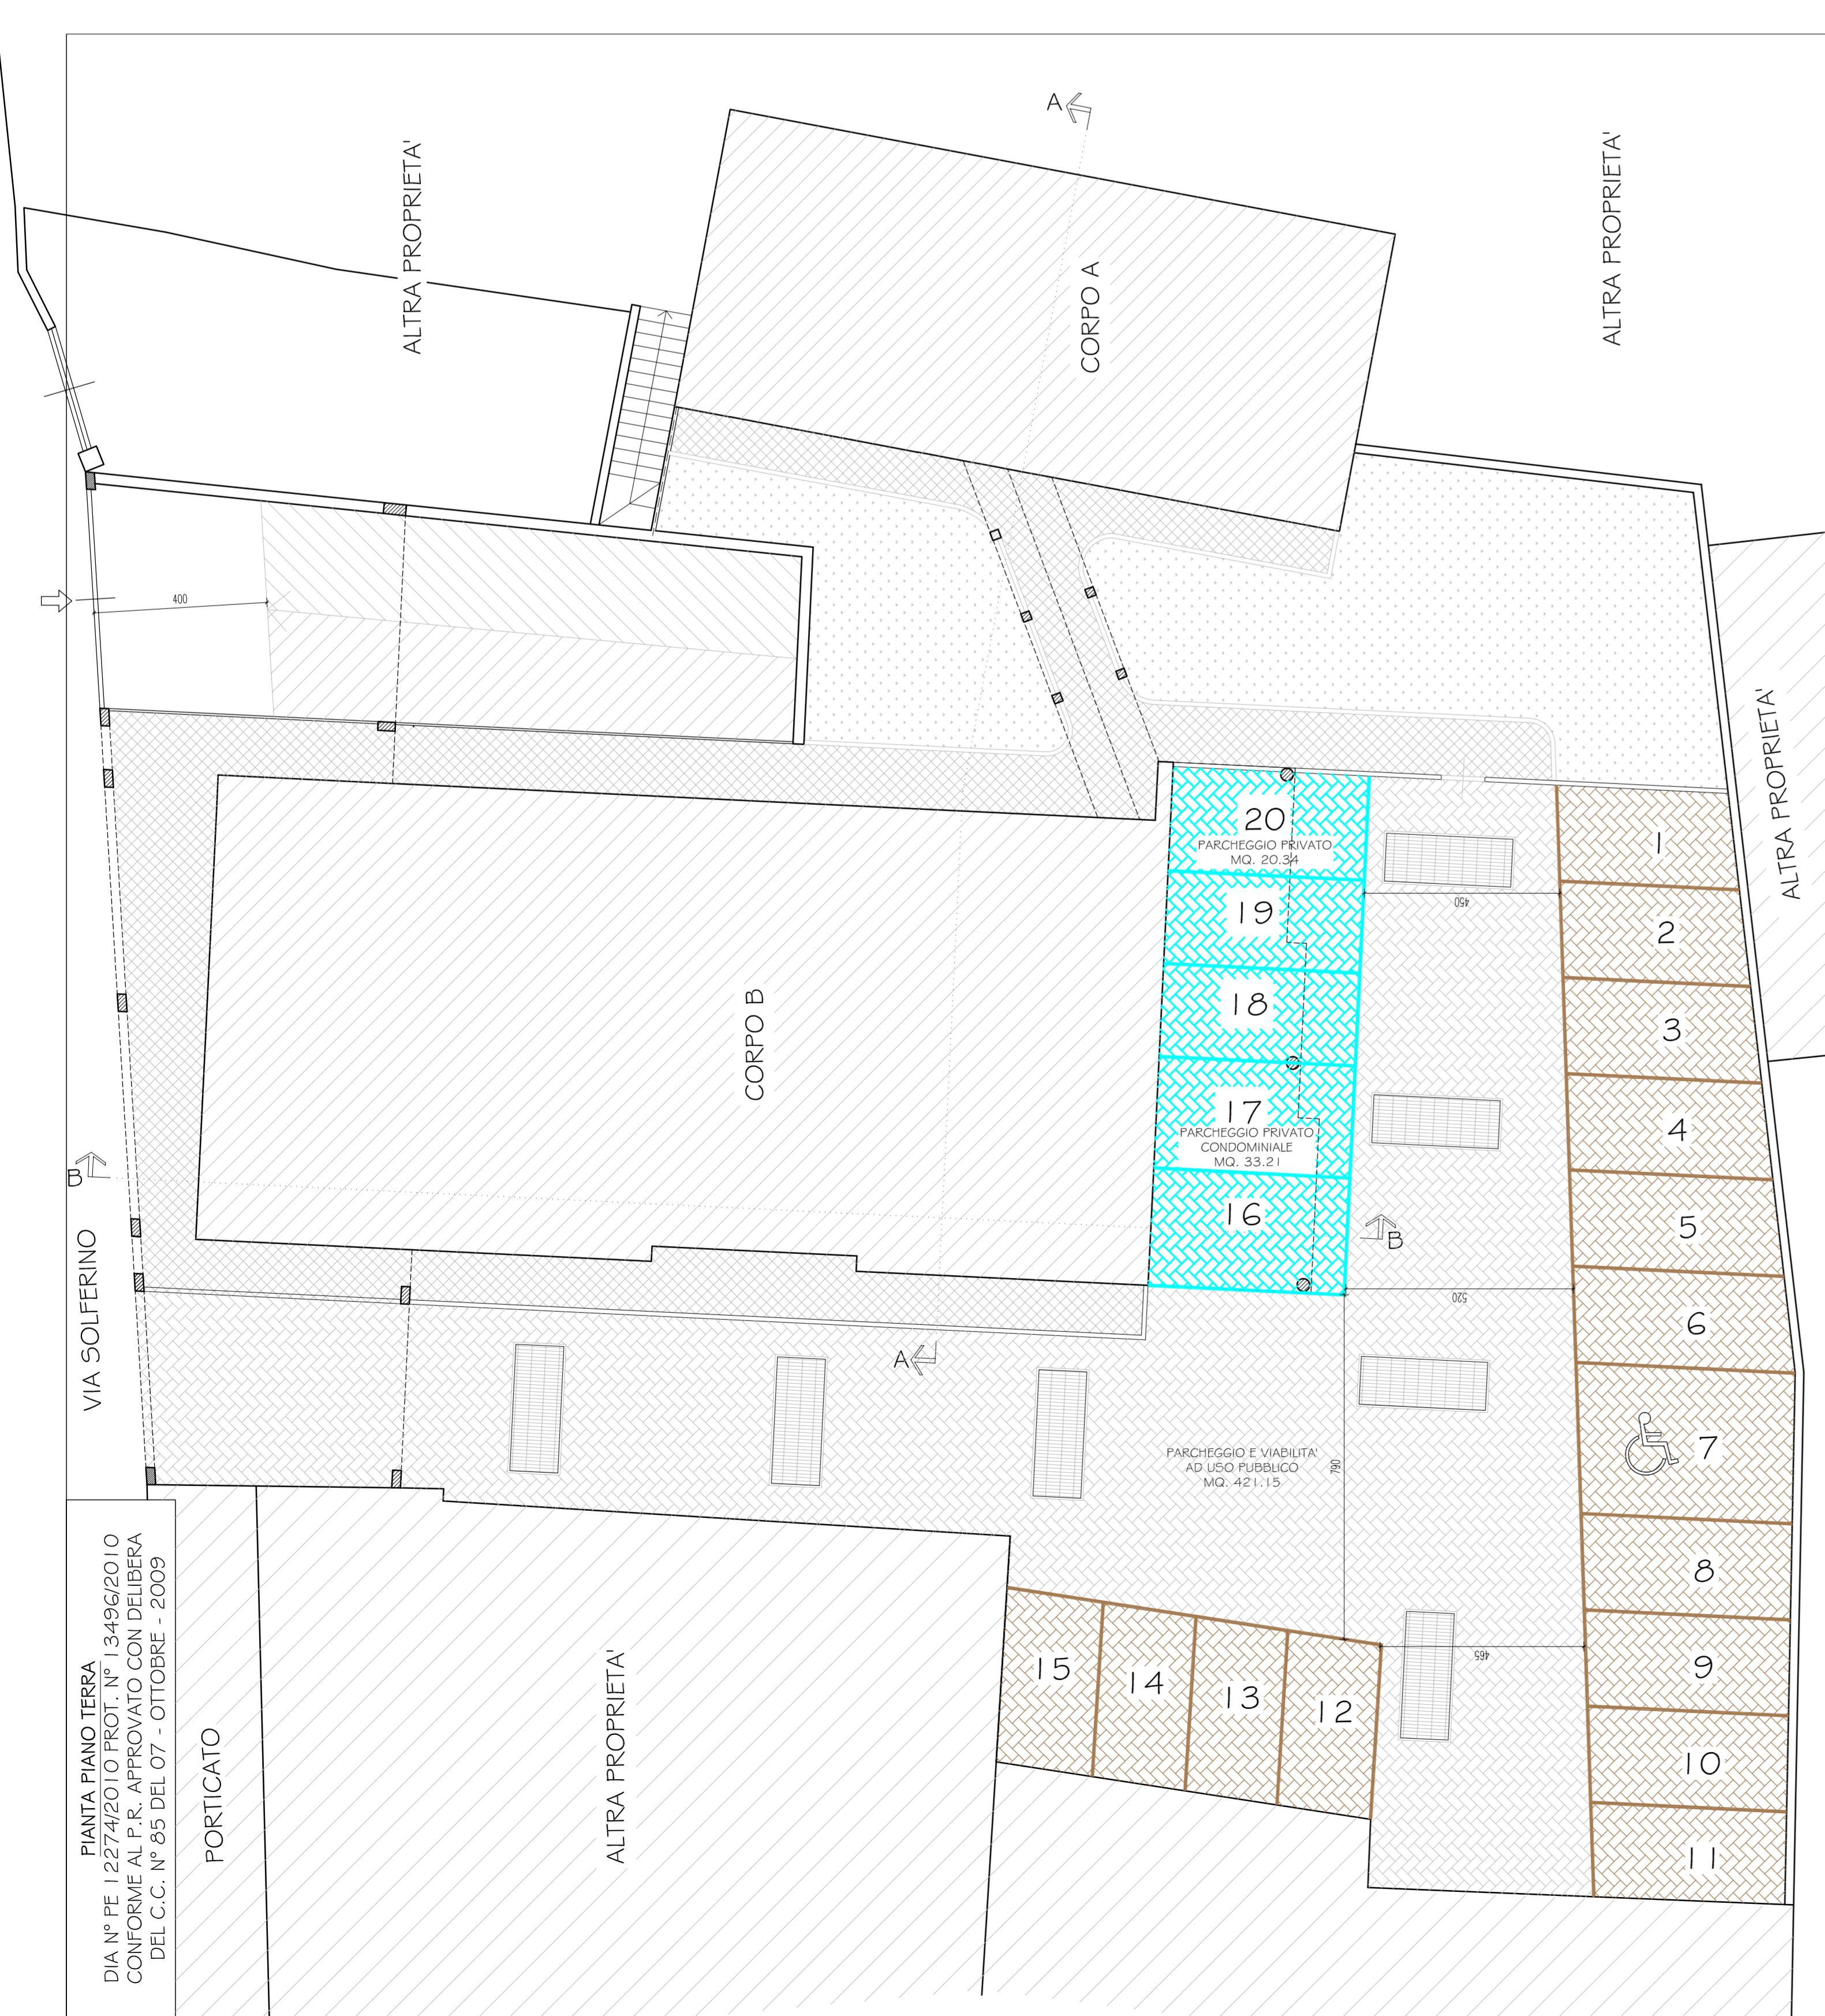 A
ALTRA PROPRIETA'
ALTRA PROPRIETA'
CORPO A
400
ALTRA PROPRIETA'
20
PARCHEGGIO PRIVATO
MQ. 20.34
1
450
19
2
18
3
CORPO B
17
PARCHEGGIO PRIVATO
CONDOMINIALE
MQ. 33.21
4
B
16
5
B
VIA SOLFERINO
520
6
A
PARCHEGGIO E VIABILITA'
AD USO PUBBLICO
MQ. 421.15
790
7
8
465
15
14
13
12
9
10
11
PIANTA PIANO TERRA
DIA N° PE 12274/2010 PROT. N° 13496/2010
CONFORME AL P.R. APPROVATO CON DELIBERA
DEL C.C. N° 85 DEL 07 - OTTOBRE - 2009
PORTICATO
ALTRA PROPRIETA'